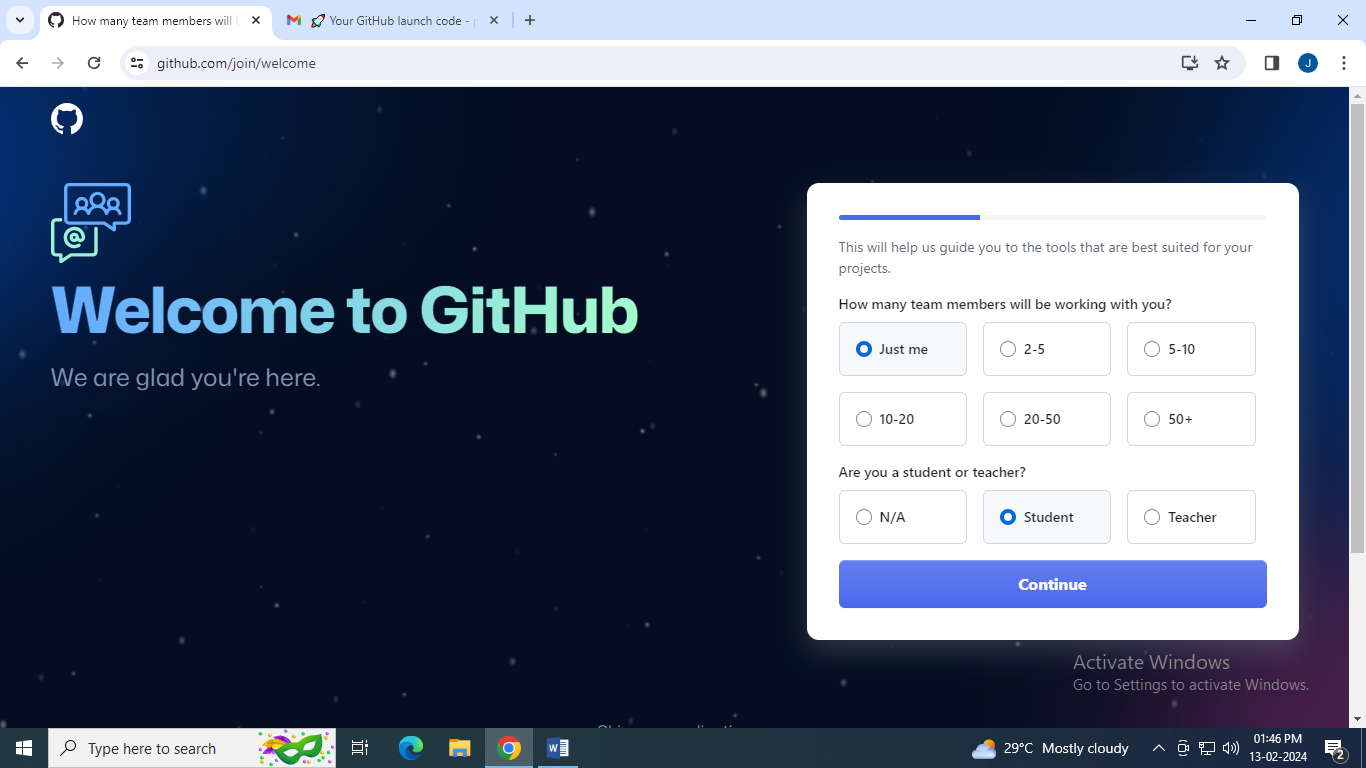 How many team members will b
Your GitHub launch code -
github.com/join/welcome
J
Welcome to GitHub
We are glad you're here.
This will help us guide you to the tools that are best suited for your
projects.
How many team members will be working with you?
Just me
2-5
5-10
10-20
20-50
50+
Are you a student or teacher?
N/A
Student
Teacher
Continue
Activate Windows
Go to Settings to activate Windows.
Type here to search
29°C Mostly cloudy
01:46 PM
13-02-2024
2